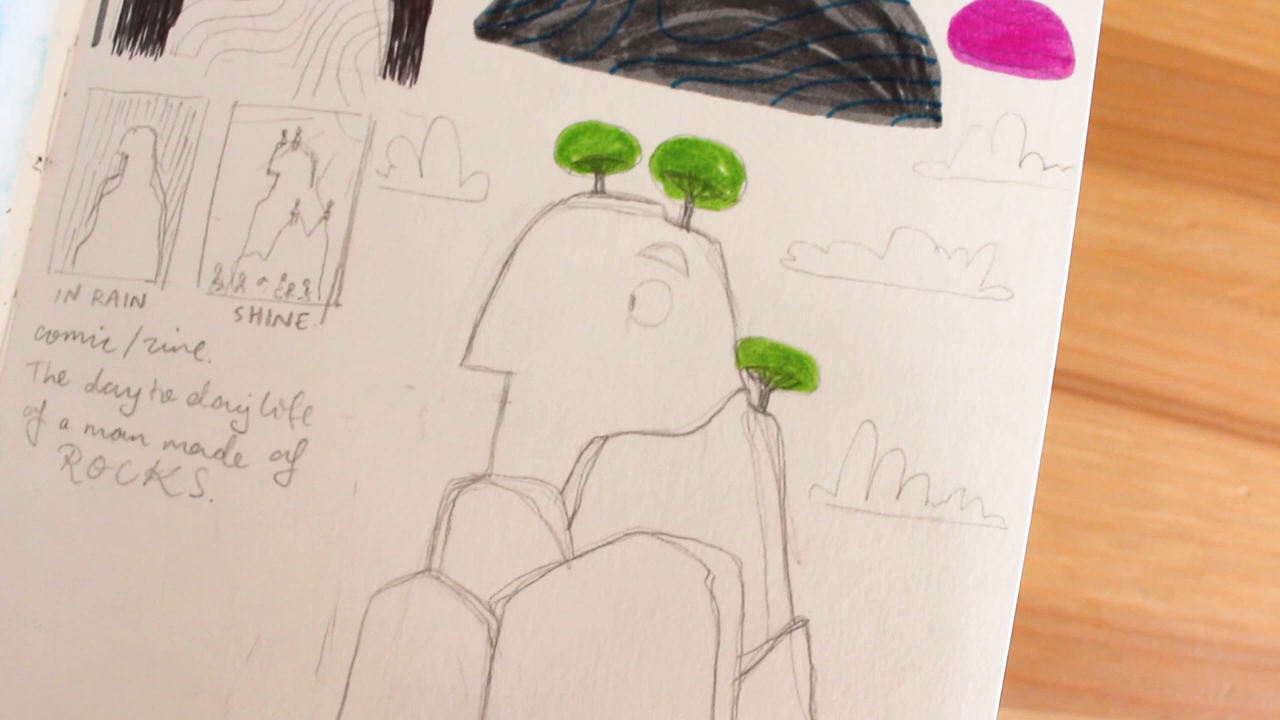 IN RAIN
SHINE.
comic/zine.
The day to day life
of a man made of
ROCKS.